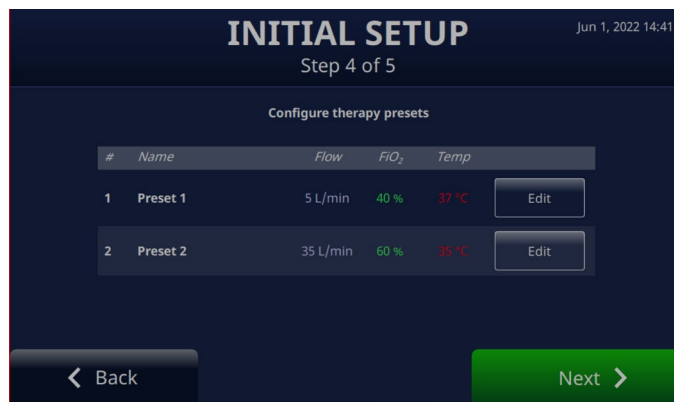 INITIAL SETUP
Jun 1, 2022 14:41
Step 4 of 5
Configure therapy presets
# Name Flow FiO₂ Temp
1 Preset 1 5 L/min 40 % 37 °C Edit
2 Preset 2 35 L/min 60 % 35 °C Edit
Back
Next